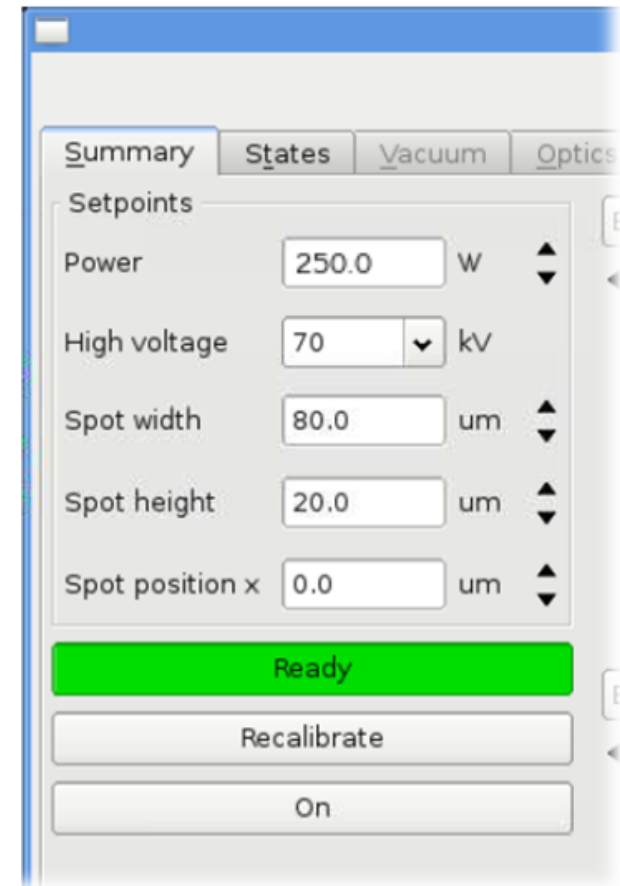 Summary States Vacuum Optics
Setpoints
Power 250.0 W
High voltage 70 kV
Spot width 80.0 um
Spot height 20.0 um
Spot position x 0.0 um
Ready
Recalibrate
On